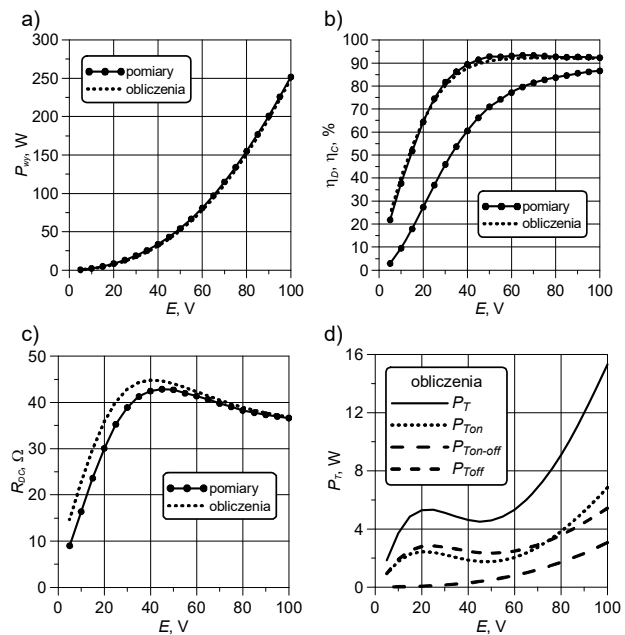 a)
300
250
200
150
100
50
0
P_wy, W
pomiary
obliczenia
0 20 40 60 80 100
E, V
b)
100
90
80
70
60
50
40
30
20
10
0
η_D, η_C, %
pomiary
obliczenia
0 20 40 60 80 100
E, V
c)
50
40
30
20
10
0
R_DC, Ω
pomiary
obliczenia
0 20 40 60 80 100
E, V
d)
16
12
8
4
0
P_T, W
obliczenia
P_T
P_Ton
P_Ton-off
P_Toff
0 20 40 60 80 100
E, V